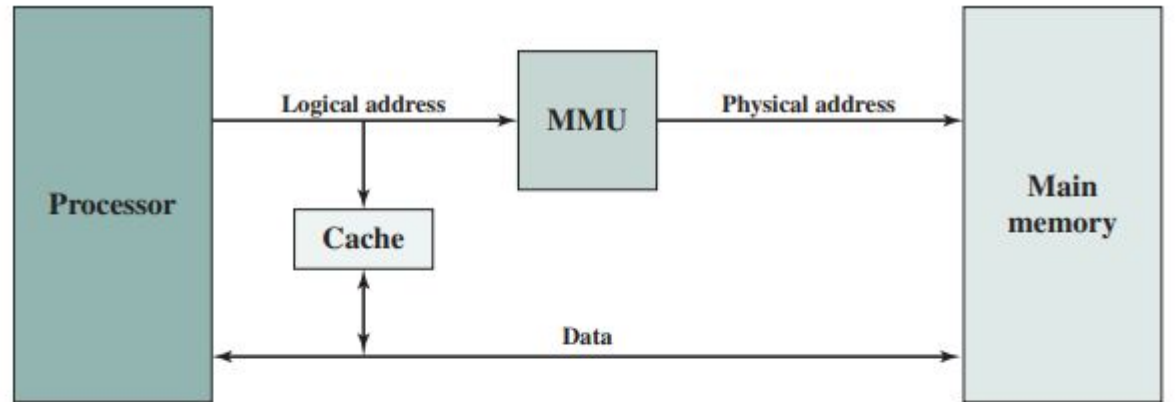 Logical address
MMU
Physical address
Processor
Cache
Main
memory
Data